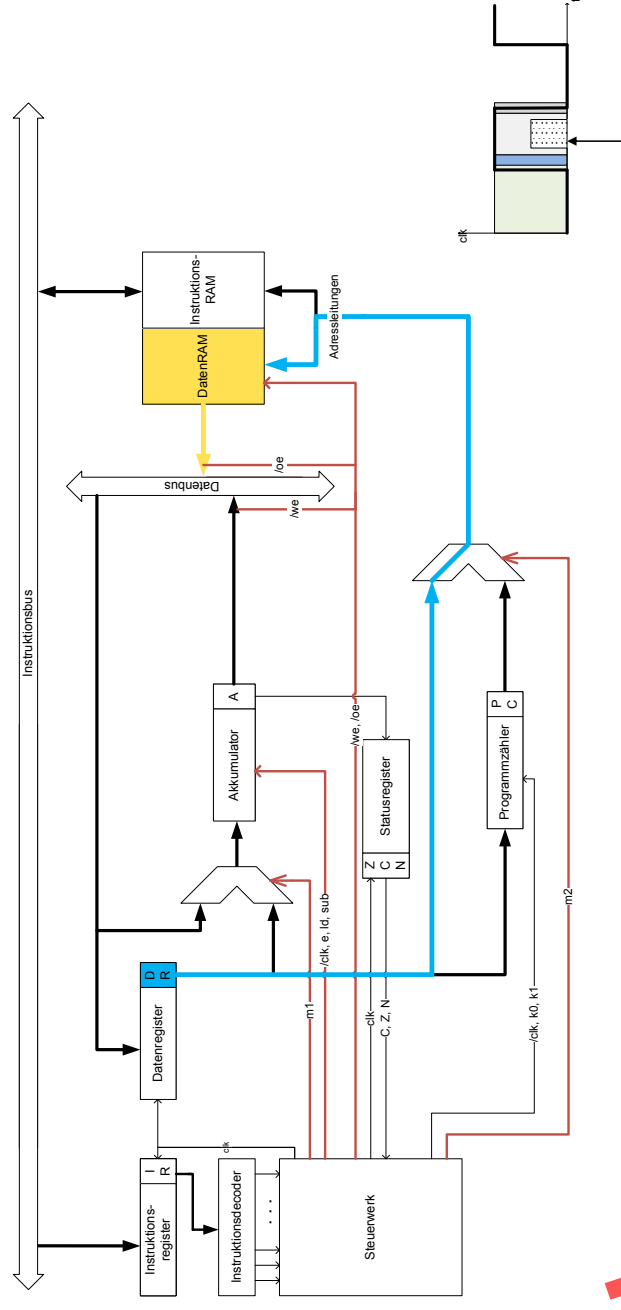 Instruktionsbus
Instruktions-
register
I
R
Instruktionsdecoder
. . .
Steuerwerk
clk
Datenregister
D
R
m1
/clk, e, ld, sub
/we, /oe
clk
C, Z, N
/clk, k0, k1
m2
Akkumulator
A
Z
C
N
Statusregister
Programmzähler
P
C
Datenbus
/we
/oe
DatenRAM
Instruktions-
RAM
Adressleitungen
clk